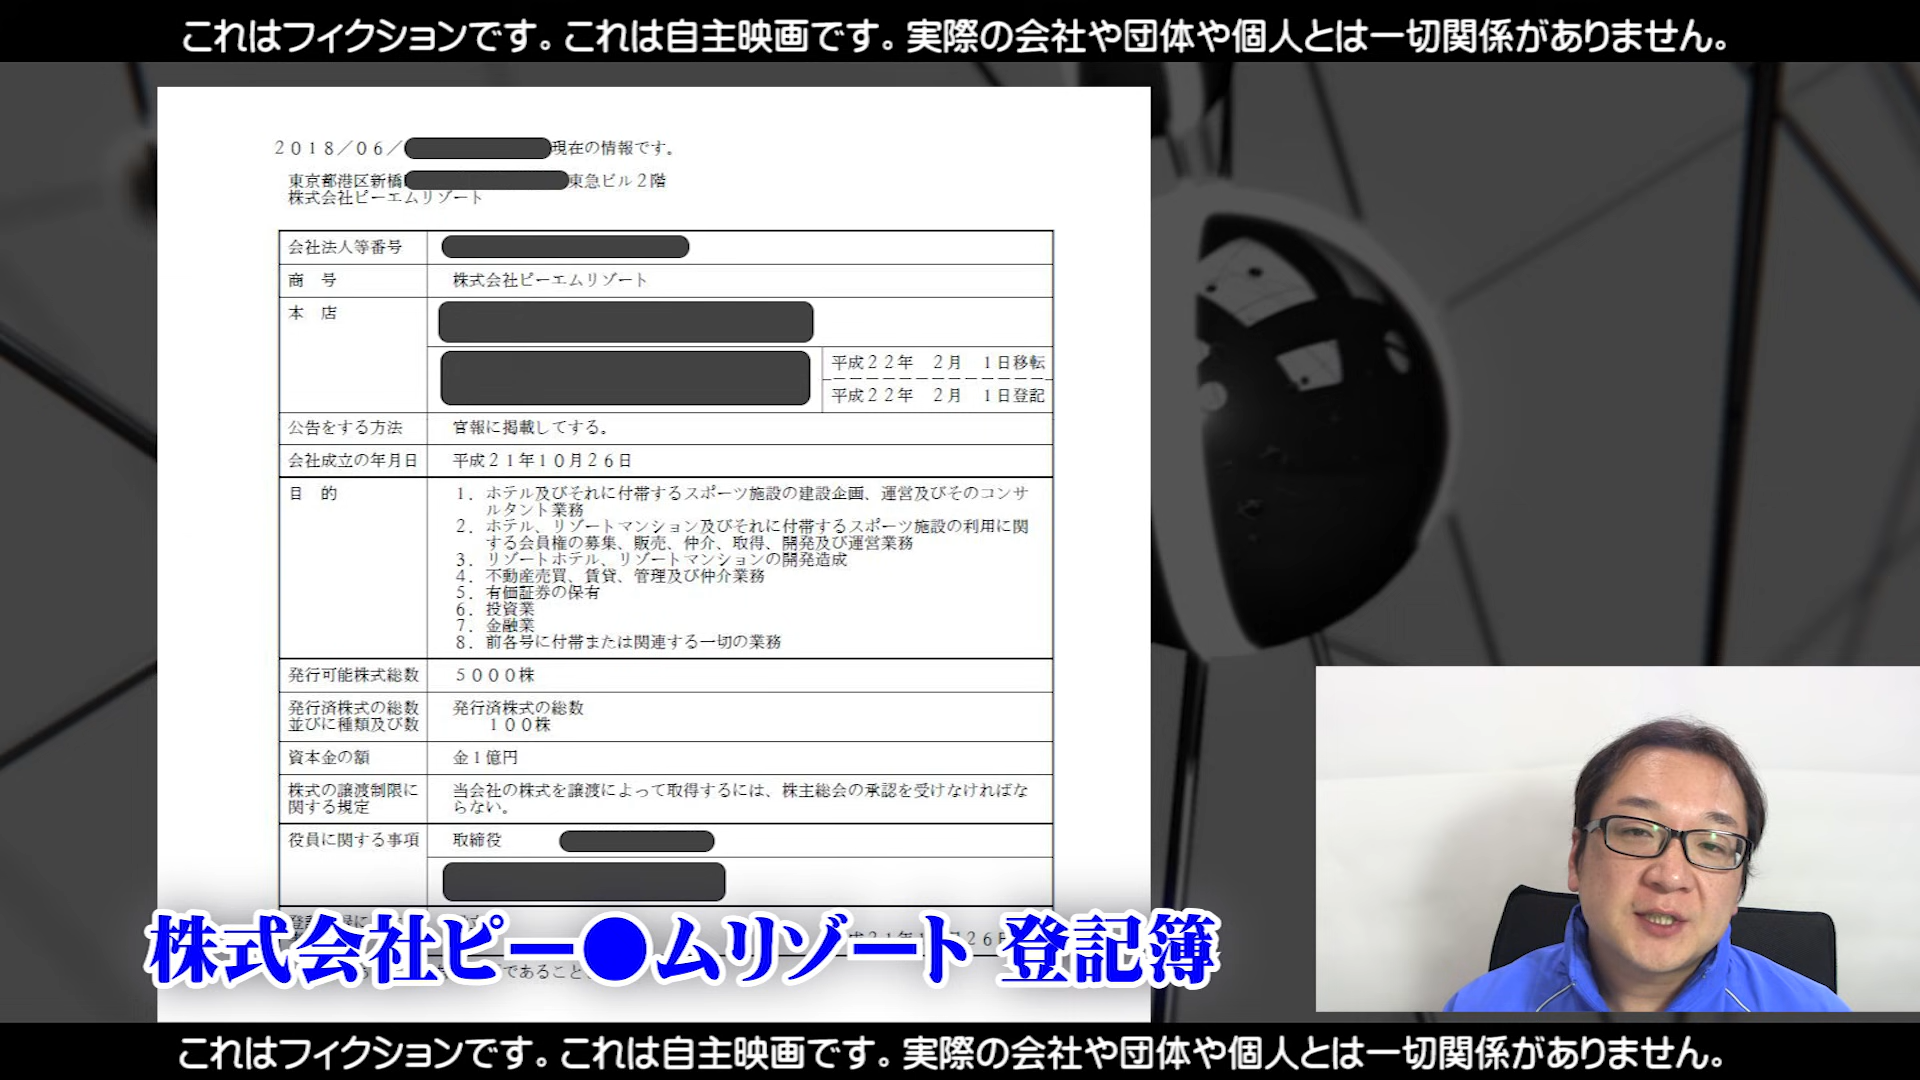 これはフィクションです。これは自主映画です。実際の会社や団体や個人とは一切関係がありません。
２０１８／０６／
現在の情報です。
東京都港区新橋
東急ビル２階
株式会社ピーエムリゾート
会社法人等番号
商　号
株式会社ピーエムリゾート
本　店
平成２２年　２月　１日移転
平成２２年　２月　１日登記
公告をする方法
官報に掲載してする。
会社成立の年月日
平成２１年１０月２６日
目　的
１．ホテル及びそれに付帯するスポーツ施設の建設企画、運営及びそのコンサ
ルタント業務
２．ホテル、リゾートマンション及びそれに付帯するスポーツ施設の利用に関
する会員権の募集、販売、仲介、取得、開発及び運営業務
３．リゾートホテル、リゾートマンションの開発造成
４．不動産売買、賃貸、管理及び仲介業務
５．有価証券の保有
６．投資業
７．金融業
８．前各号に付帯または関連する一切の業務
発行可能株式総数
５０００株
発行済株式の総数
並びに種類及び数
発行済株式の総数
１００株
資本金の額
金１億円
株式の譲渡制限に
関する規定
当会社の株式を譲渡によって取得するには、株主総会の承認を受けなければな
らない。
役員に関する事項
取締役
株式会社ピー●ムリゾート 登記簿
であること
これはフィクションです。これは自主映画です。実際の会社や団体や個人とは一切関係がありません。